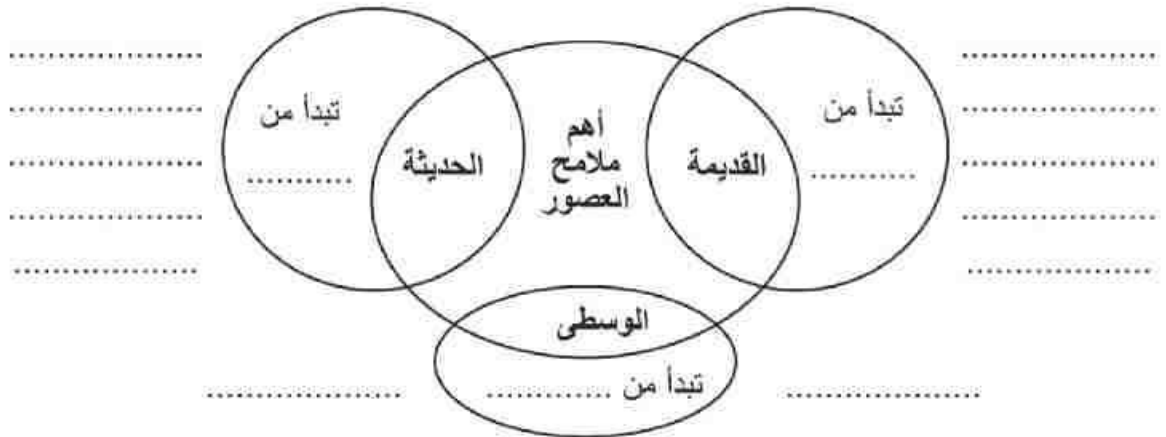 تبدأ من
............
القديمة
أهم
ملامح
العصور
الحديثة
تبدأ من
............
الوسطى
تبدأ من ............